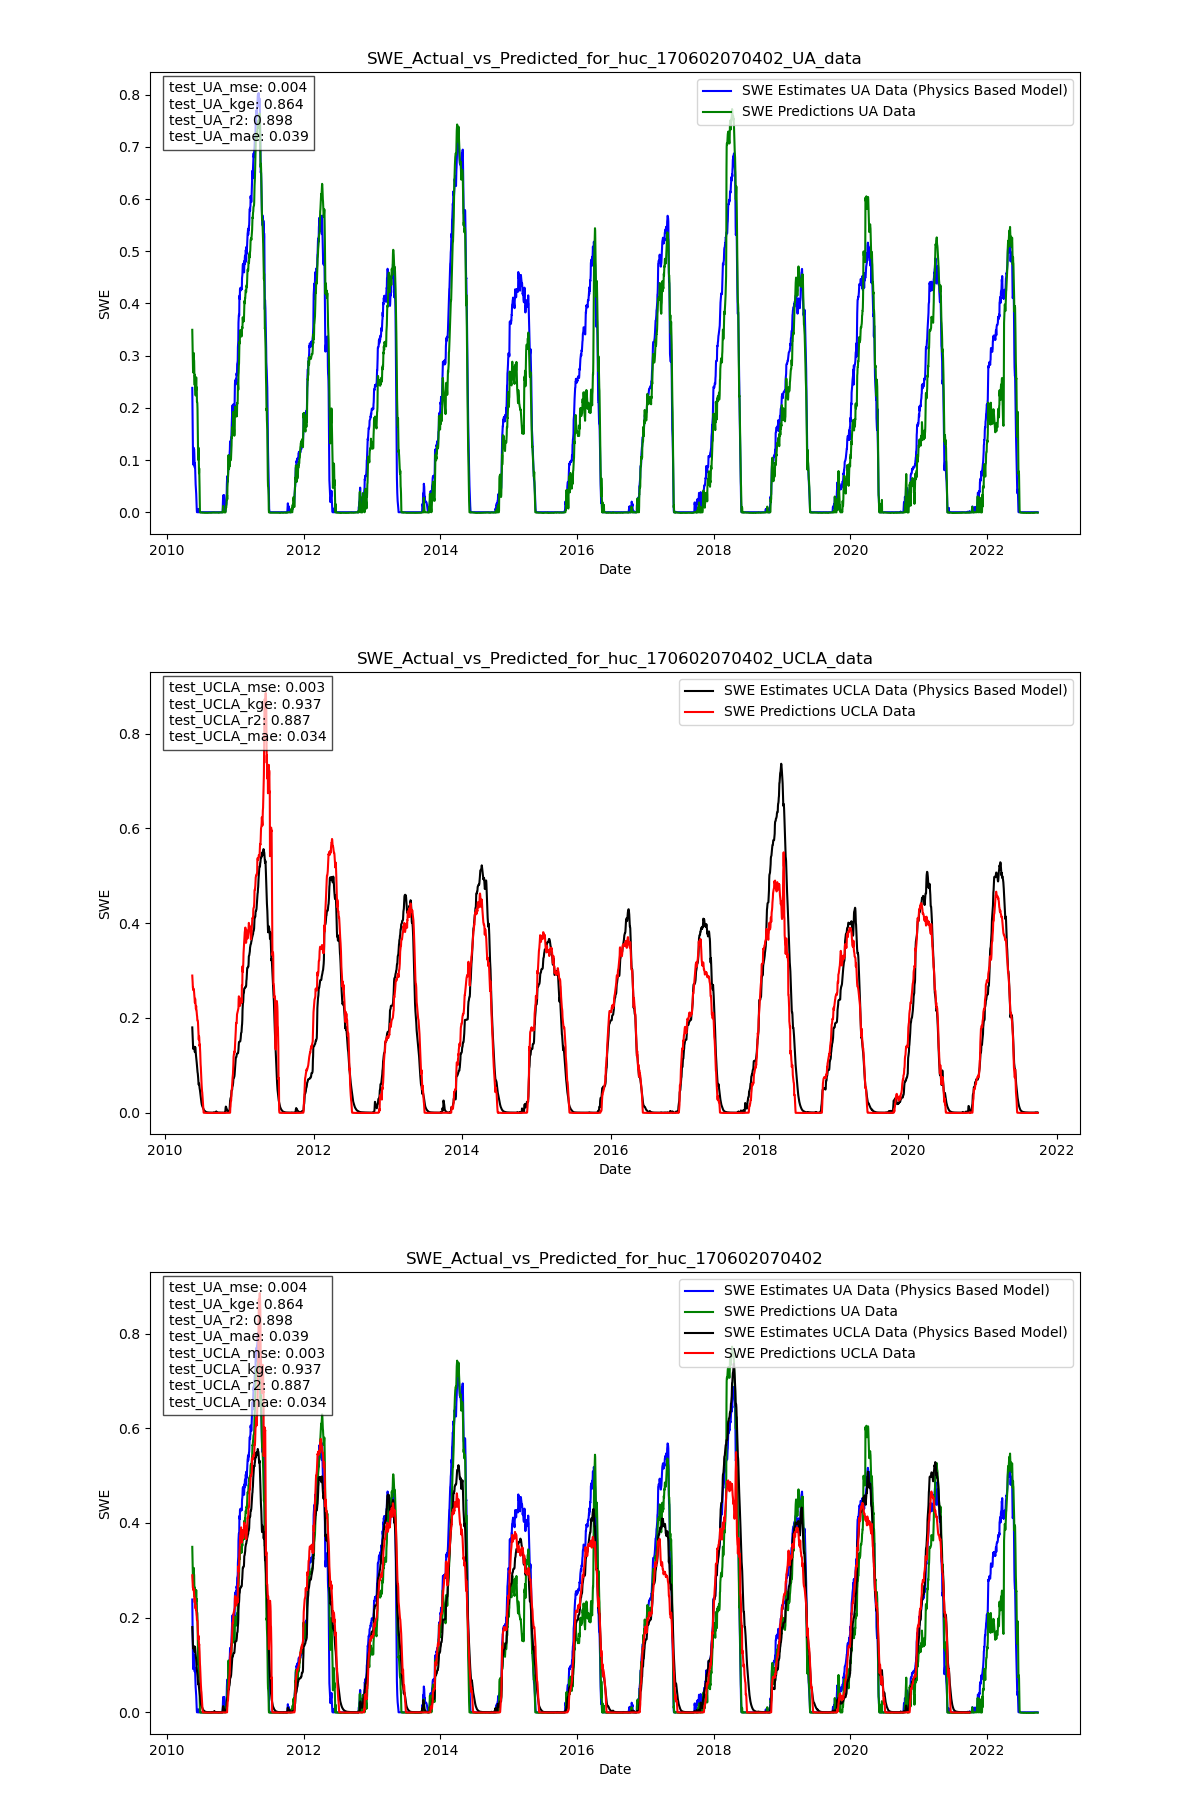 SWE_Actual_vs_Predicted_for_huc_170602070402_UA_data
test_UA_mse: 0.004
test_UA_kge: 0.864
test_UA_r2: 0.898
test_UA_mae: 0.039
SWE Estimates UA Data (Physics Based Model)
SWE Predictions UA Data
0.8
0.7
0.6
0.5
0.4
0.3
0.2
0.1
0.0
SWE
2010 2012 2014 2016 2018 2020 2022
Date
SWE_Actual_vs_Predicted_for_huc_170602070402_UCLA_data
test_UCLA_mse: 0.003
test_UCLA_kge: 0.937
test_UCLA_r2: 0.887
test_UCLA_mae: 0.034
SWE Estimates UCLA Data (Physics Based Model)
SWE Predictions UCLA Data
0.8
0.6
0.4
0.2
0.0
SWE
2010 2012 2014 2016 2018 2020 2022
Date
SWE_Actual_vs_Predicted_for_huc_170602070402
test_UA_mse: 0.004
test_UA_kge: 0.864
test_UA_r2: 0.898
test_UA_mae: 0.039
test_UCLA_mse: 0.003
test_UCLA_kge: 0.937
test_UCLA_r2: 0.887
test_UCLA_mae: 0.034
SWE Estimates UA Data (Physics Based Model)
SWE Predictions UA Data
SWE Estimates UCLA Data (Physics Based Model)
SWE Predictions UCLA Data
0.8
0.6
0.4
0.2
0.0
SWE
2010 2012 2014 2016 2018 2020 2022
Date